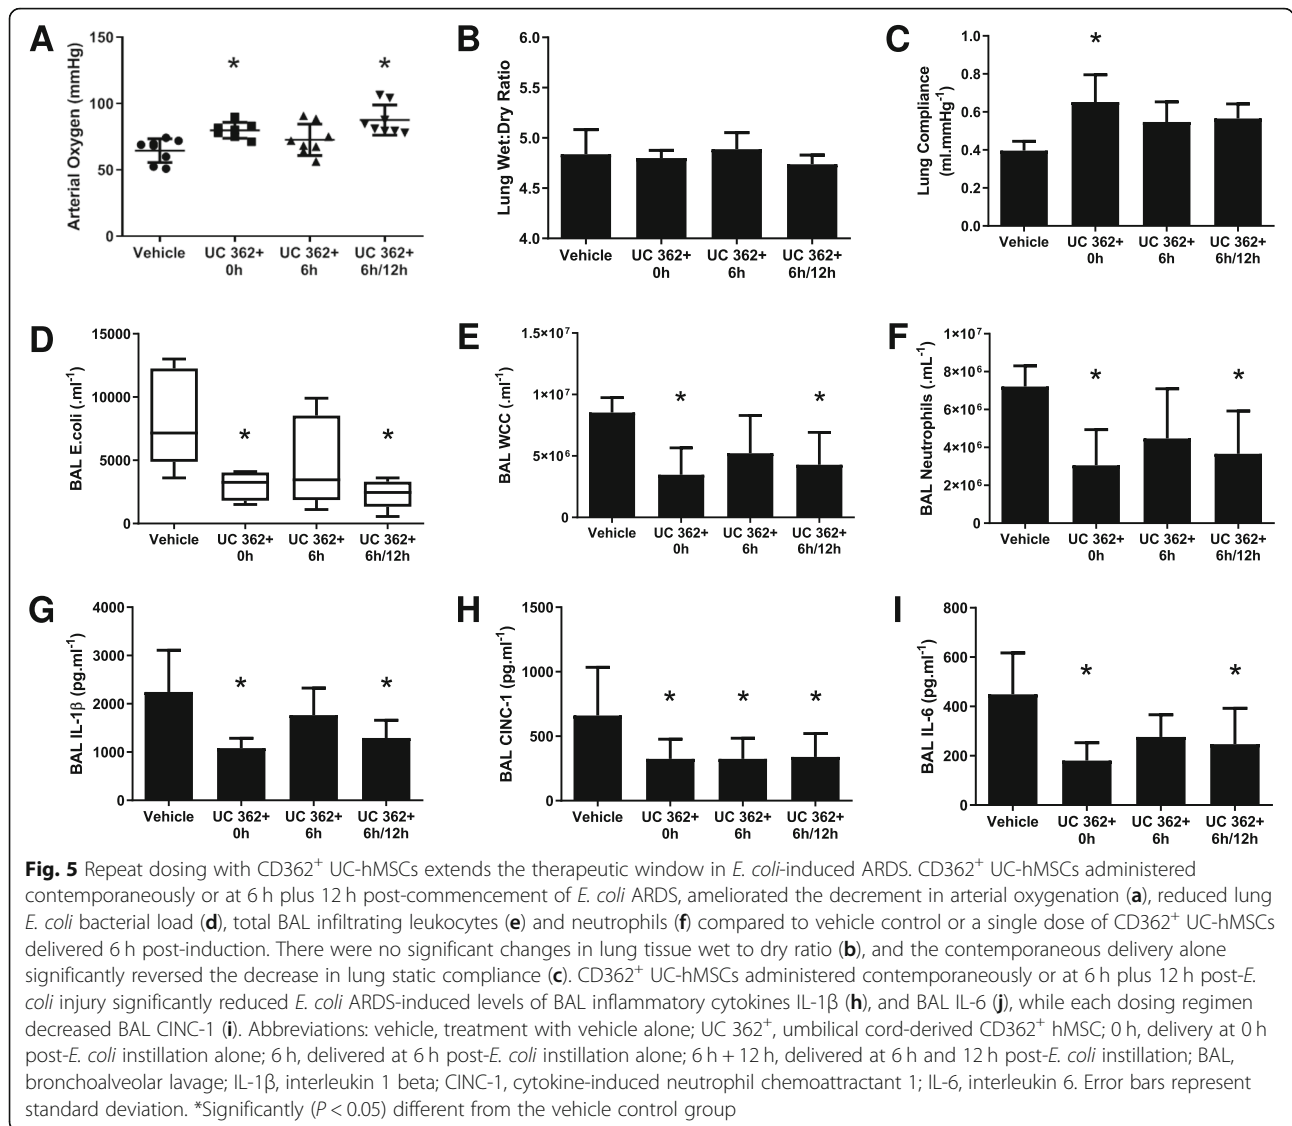 A
Arterial Oxygen (mmHg)
150
100
50
0
*
*
Vehicle
UC 362+
0h
UC 362+
6h
UC 362+
6h/12h
B
Lung Wet:Dry Ratio
6.0
5.5
5.0
4.5
4.0
Vehicle
UC 362+
0h
UC 362+
6h
UC 362+
6h/12h
C
Lung Compliance
(ml.mmHg⁻¹)
1.0
0.8
0.6
0.4
0.2
0.0
*
Vehicle
UC 362+
0h
UC 362+
6h
UC 362+
6h/12h
D
BAL E.coli (.ml⁻¹)
15000
10000
5000
0
*
*
Vehicle
UC 362+
0h
UC 362+
6h
UC 362+
6h/12h
E
BAL WCC (.ml⁻¹)
1.5×10⁷
1×10⁷
5×10⁶
0
*
*
Vehicle
UC 362+
0h
UC 362+
6h
UC 362+
6h/12h
F
BAL Neutrophils (.mL⁻¹)
1×10⁷
8×10⁶
6×10⁶
4×10⁶
2×10⁶
0
*
*
Vehicle
UC 362+
0h
UC 362+
6h
UC 362+
6h/12h
G
BAL IL-1β (pg.ml⁻¹)
4000
3000
2000
1000
0
*
*
Vehicle
UC 362+
0h
UC 362+
6h
UC 362+
6h/12h
H
BAL CINC-1 (pg.ml⁻¹)
1500
1000
500
0
*
*
*
Vehicle
UC 362+
0h
UC 362+
6h
UC 362+
6h/12h
I
BAL IL-6 (pg.ml⁻¹)
800
600
400
200
0
*
*
Vehicle
UC 362+
0h
UC 362+
6h
UC 362+
6h/12h
Fig. 5 Repeat dosing with CD362⁺ UC-hMSCs extends the therapeutic window in E. coli-induced ARDS. CD362⁺ UC-hMSCs administered
contemporaneously or at 6 h plus 12 h post-commencement of E. coli ARDS, ameliorated the decrement in arterial oxygenation (a), reduced lung
E. coli bacterial load (d), total BAL infiltrating leukocytes (e) and neutrophils (f) compared to vehicle control or a single dose of CD362⁺ UC-hMSCs
delivered 6 h post-induction. There were no significant changes in lung tissue wet to dry ratio (b), and the contemporaneous delivery alone
significantly reversed the decrease in lung static compliance (c). CD362⁺ UC-hMSCs administered contemporaneously or at 6 h plus 12 h post-E.
coli injury significantly reduced E. coli ARDS-induced levels of BAL inflammatory cytokines IL-1β (h), and BAL IL-6 (j), while each dosing regimen
decreased BAL CINC-1 (i). Abbreviations: vehicle, treatment with vehicle alone; UC 362⁺, umbilical cord-derived CD362⁺ hMSC; 0 h, delivery at 0 h
post-E. coli instillation alone; 6 h, delivered at 6 h post-E. coli instillation alone; 6 h + 12 h, delivered at 6 h and 12 h post-E. coli instillation; BAL,
bronchoalveolar lavage; IL-1β, interleukin 1 beta; CINC-1, cytokine-induced neutrophil chemoattractant 1; IL-6, interleukin 6. Error bars represent
standard deviation. *Significantly (P < 0.05) different from the vehicle control group